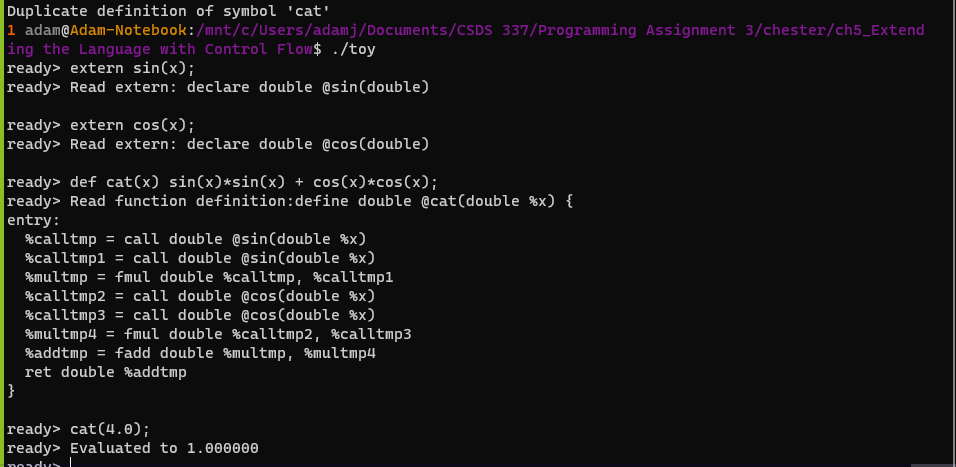 Duplicate definition of symbol 'cat'
1 adam@Adam-Notebook:/mnt/c/Users/adamj/Documents/CSDS 337/Programming Assignment 3/chester/ch5_Extend
ing the Language with Control Flow$ ./toy
ready> extern sin(x);
ready> Read extern: declare double @sin(double)

ready> extern cos(x);
ready> Read extern: declare double @cos(double)

ready> def cat(x) sin(x)*sin(x) + cos(x)*cos(x);
ready> Read function definition:define double @cat(double %x) {
entry:
  %calltmp = call double @sin(double %x)
  %calltmp1 = call double @sin(double %x)
  %multmp = fmul double %calltmp, %calltmp1
  %calltmp2 = call double @cos(double %x)
  %calltmp3 = call double @cos(double %x)
  %multmp4 = fmul double %calltmp2, %calltmp3
  %addtmp = fadd double %multmp, %multmp4
  ret double %addtmp
}

ready> cat(4.0);
ready> Evaluated to 1.000000
ready>